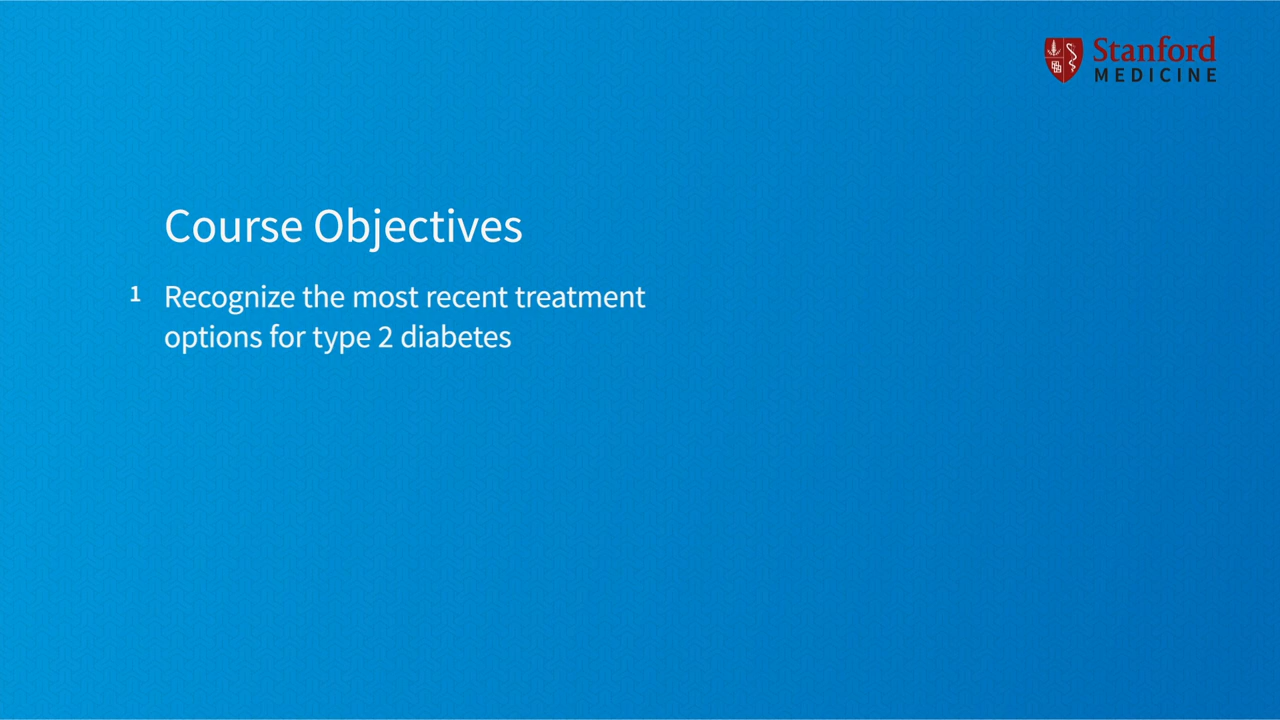 Stanford
MEDICINE
Course Objectives
1 Recognize the most recent treatment
options for type 2 diabetes